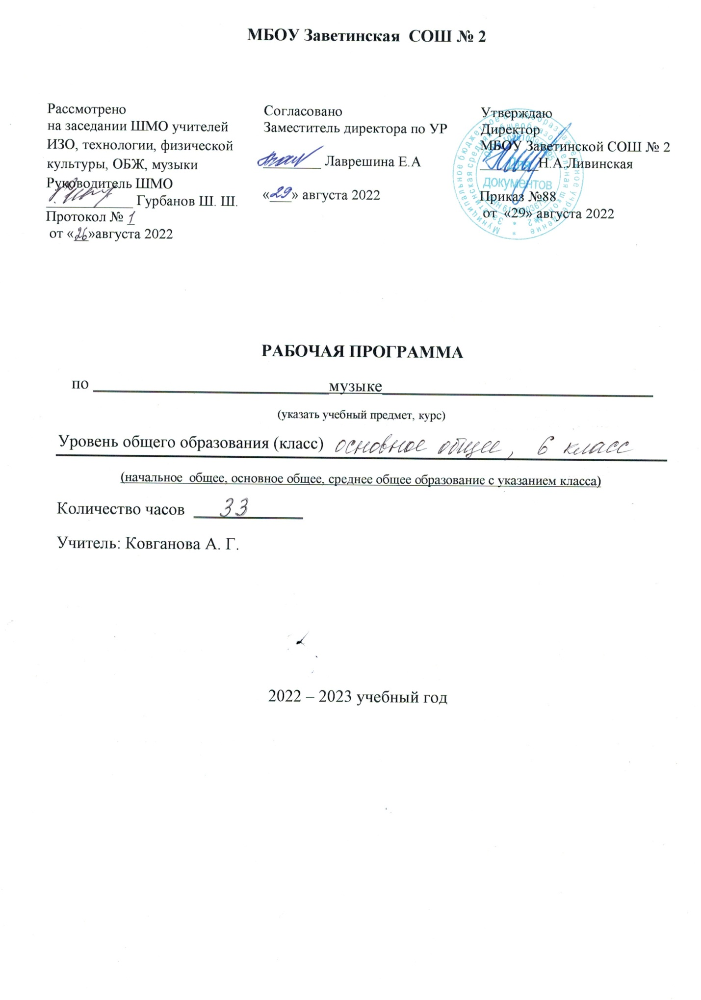 МБОУ Заветинская СОШ № 2
Рассмотрено
на заседании ШМО учителей
ИЗО, технологии, физической
культуры, ОБЖ, музыки
Руководитель ШМО
____________ Гурбанов Ш. Ш.
Протокол № 1
от «26»августа 2022
Согласовано
Заместитель директора по УР
________ Лаврешина Е.А
«29» августа 2022
Утверждаю
Директор
МБОУ Заветинской СОШ № 2
________Н.А.Ливинская
Приказ №88
от «29» августа 2022
документов
РАБОЧАЯ ПРОГРАММА
по музыке
(указать учебный предмет, курс)
Уровень общего образования (класс) основное общее, 6 класс
(начальное общее, основное общее, среднее общее образование с указанием класса)
Количество часов 33
Учитель: Ковганова А. Г.
2022 – 2023 учебный год